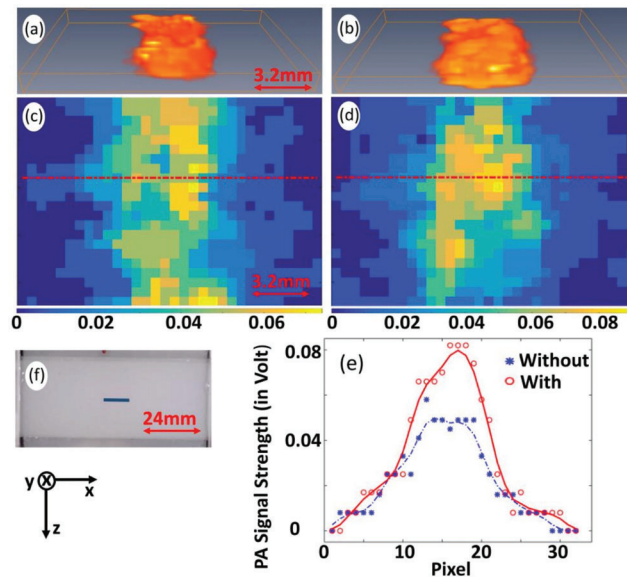 (a)
3.2mm
(b)
(c)
3.2mm
(d)
0 0.02 0.04 0.06
0 0.02 0.04 0.06 0.08
(f)
24mm
y x
z
PA Signal Strength (in Volt)
0.08
0.04
0
(e)
* Without
○ With
0 10 20 30
Pixel